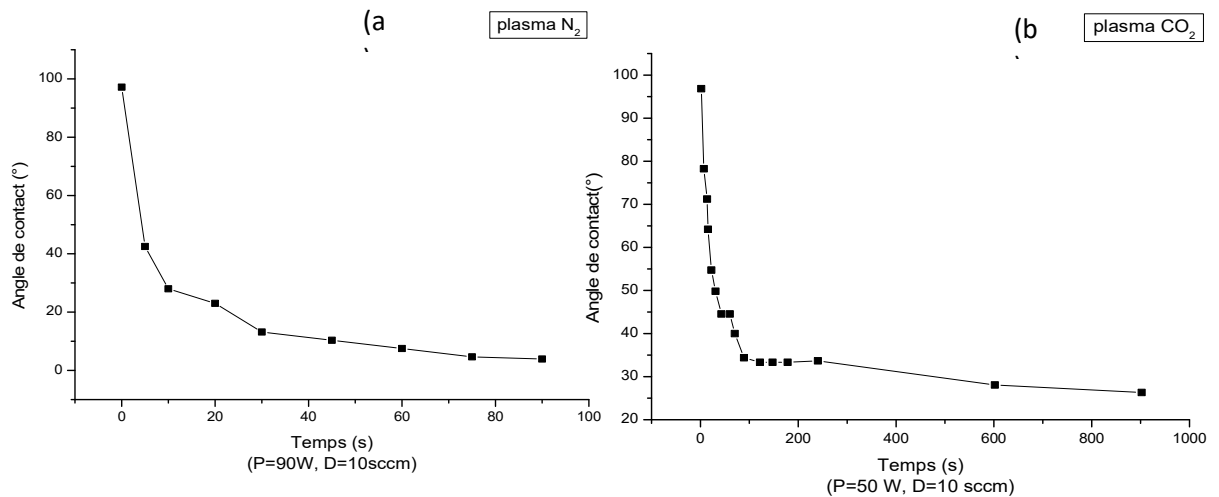 (a
plasma N₂
100
80
60
40
20
0
Angle de contact (°)
0 20 40 60 80 100
Temps (s)
(P=90W, D=10sccm)
(b
plasma CO₂
100
90
80
70
60
50
40
30
20
Angle de contact(°)
0 200 400 600 800 1000
Temps (s)
(P=50 W, D=10 sccm)